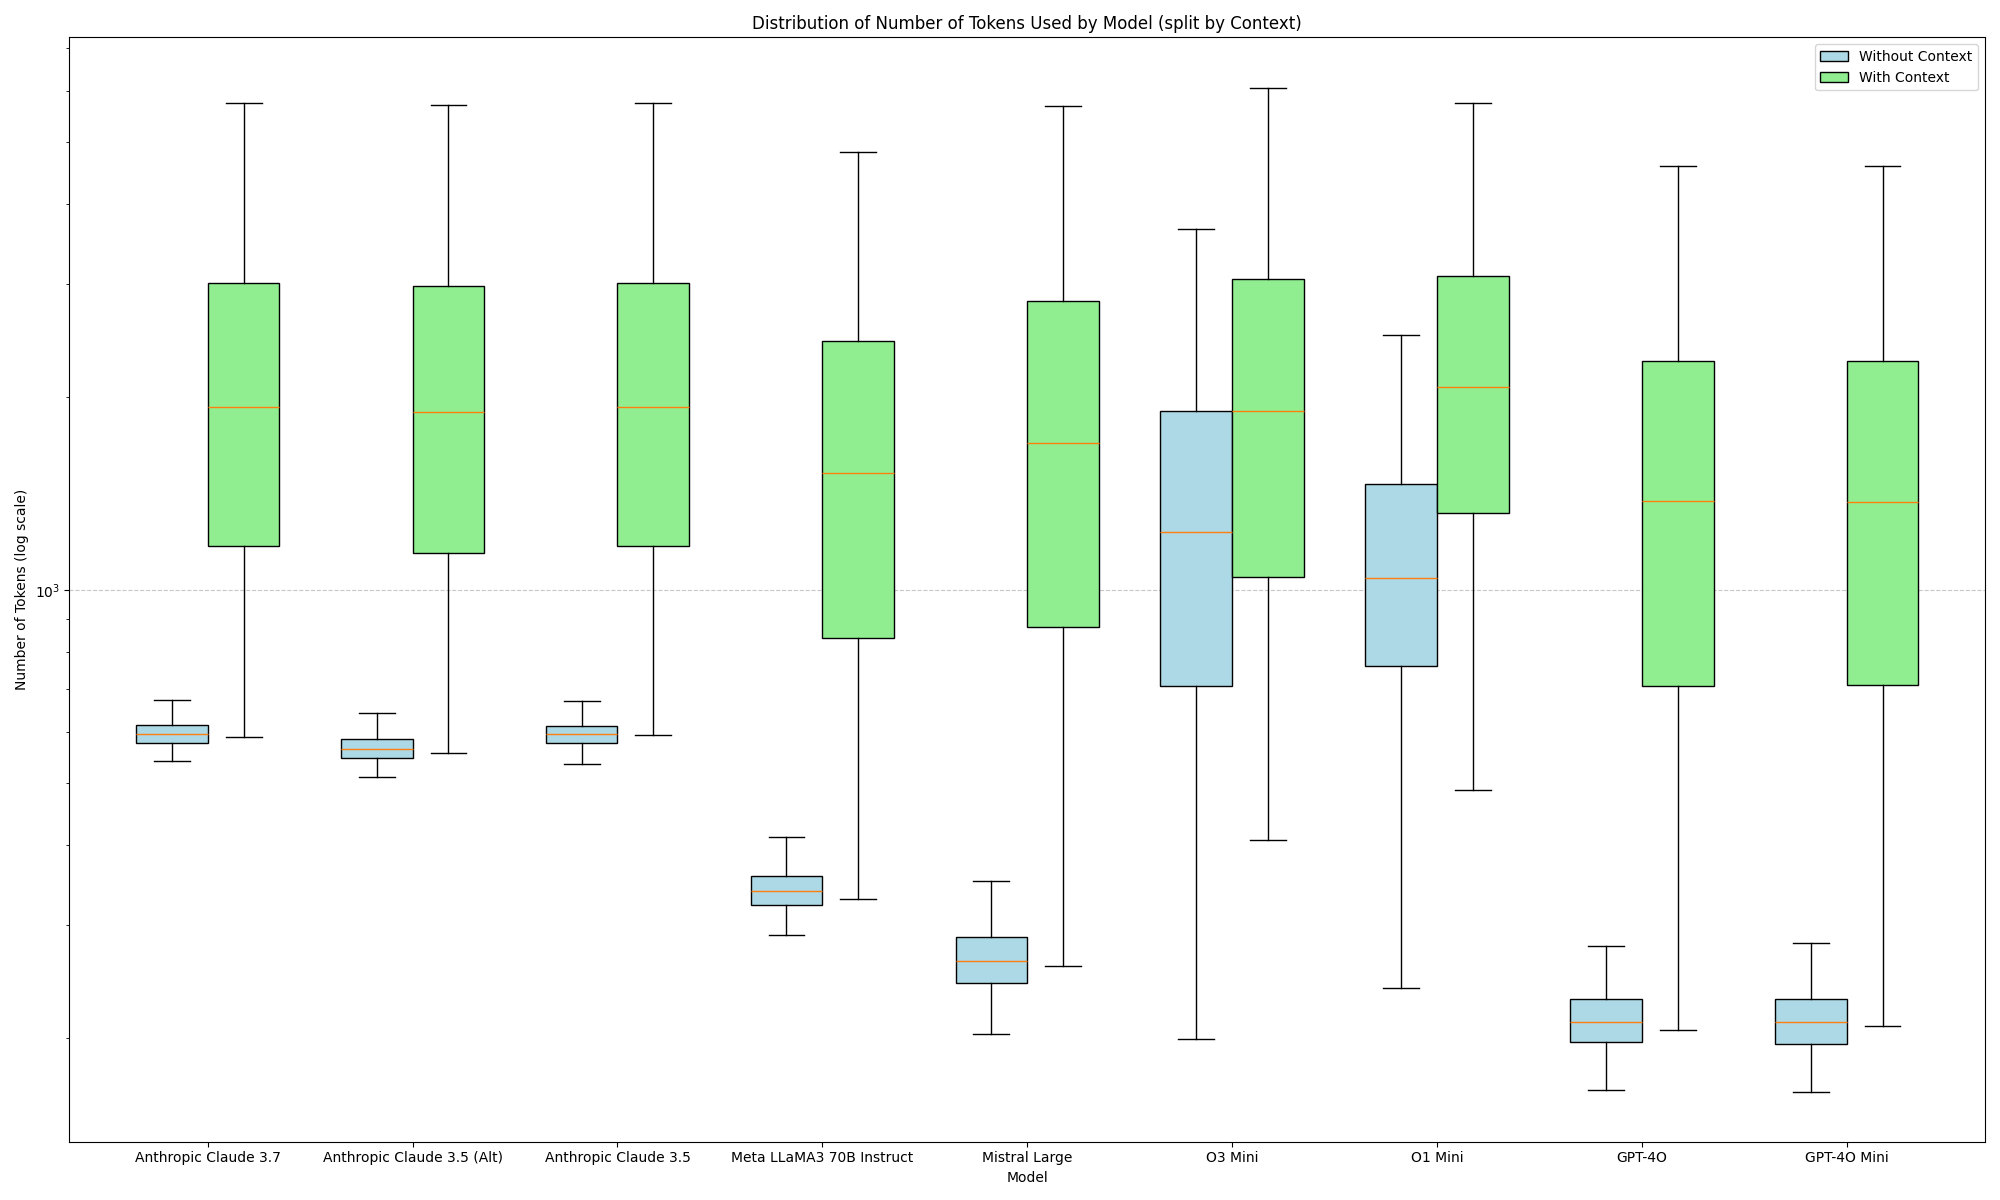 Distribution of Number of Tokens Used by Model (split by Context)
Without Context
With Context
Number of Tokens (log scale)
10³
Anthropic Claude 3.7
Anthropic Claude 3.5 (Alt)
Anthropic Claude 3.5
Meta LLaMA3 70B Instruct
Mistral Large
O3 Mini
O1 Mini
GPT-4O
GPT-4O Mini
Model